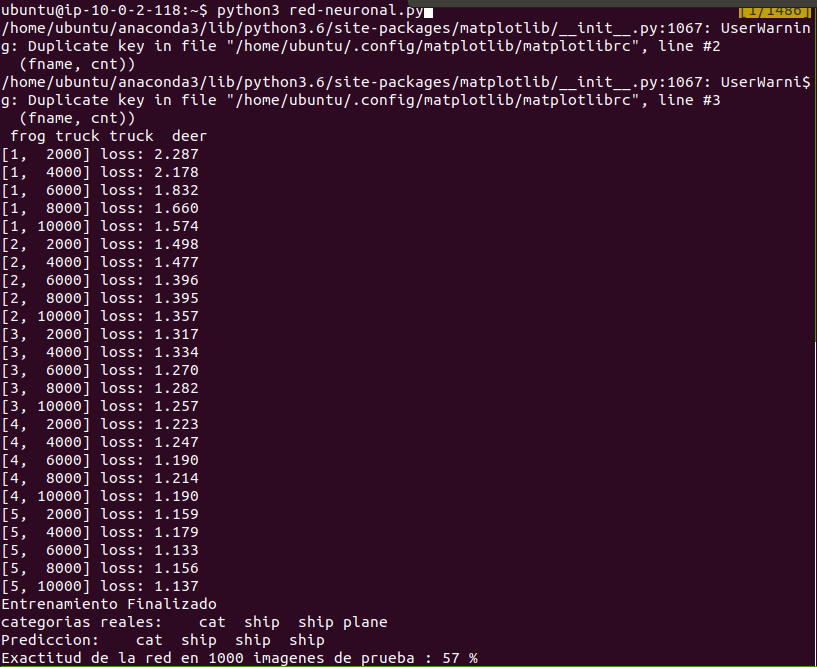 ubuntu@ip-10-0-2-118:~$ python3 red-neuronal.py [1/1486]
/home/ubuntu/anaconda3/lib/python3.6/site-packages/matplotlib/__init__.py:1067: UserWarnin
g: Duplicate key in file "/home/ubuntu/.config/matplotlib/matplotlibrc", line #2
  (fname, cnt))
/home/ubuntu/anaconda3/lib/python3.6/site-packages/matplotlib/__init__.py:1067: UserWarni$
g: Duplicate key in file "/home/ubuntu/.config/matplotlib/matplotlibrc", line #3
  (fname, cnt))
 frog truck truck  deer
[1,  2000] loss: 2.287
[1,  4000] loss: 2.178
[1,  6000] loss: 1.832
[1,  8000] loss: 1.660
[1, 10000] loss: 1.574
[2,  2000] loss: 1.498
[2,  4000] loss: 1.477
[2,  6000] loss: 1.396
[2,  8000] loss: 1.395
[2, 10000] loss: 1.357
[3,  2000] loss: 1.317
[3,  4000] loss: 1.334
[3,  6000] loss: 1.270
[3,  8000] loss: 1.282
[3, 10000] loss: 1.257
[4,  2000] loss: 1.223
[4,  4000] loss: 1.247
[4,  6000] loss: 1.190
[4,  8000] loss: 1.214
[4, 10000] loss: 1.190
[5,  2000] loss: 1.159
[5,  4000] loss: 1.179
[5,  6000] loss: 1.133
[5,  8000] loss: 1.156
[5, 10000] loss: 1.137
Entrenamiento Finalizado
categorias reales:    cat  ship  ship plane
Prediccion:    cat  ship  ship  ship
Exactitud de la red en 1000 imagenes de prueba : 57 %